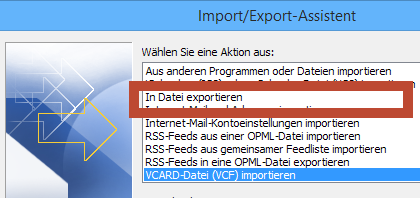 Import/Export-Assistent
Wählen Sie eine Aktion aus:
Aus anderen Programmen oder Dateien importieren
In Datei exportieren
Internet-Mail-Kontoeinstellungen importieren
RSS-Feeds aus einer OPML-Datei importieren
RSS-Feeds aus gemeinsamer Feedliste importieren
RSS-Feeds in eine OPML-Datei exportieren
VCARD-Datei (VCF) importieren